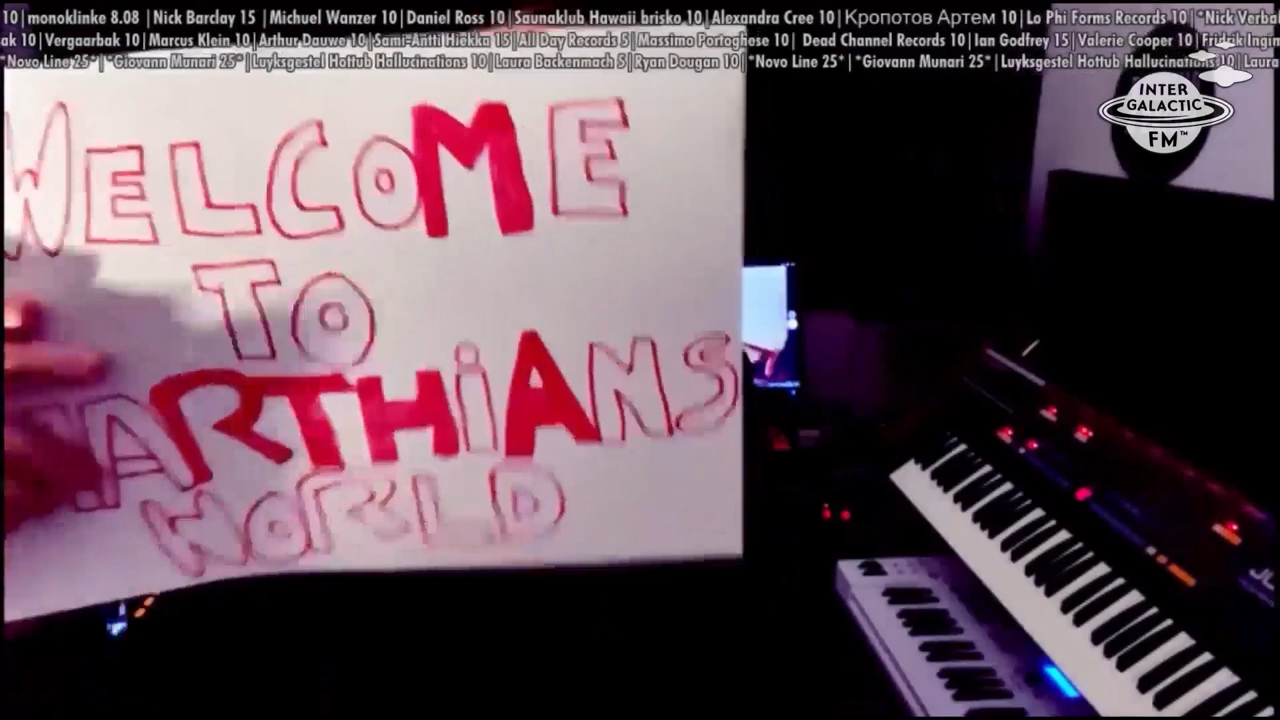 10 | monoklinke 8.08 | Nick Barclay 15 | Michuel Wanzer 10 | Daniel Ross 10 | Saunaklub Hawaii brisko 10 | Alexandra Cree 10 | Кропотов Артем 10 | Lo Phi Forms Records 10 | *Nick Verba
ak 10 | Vergaarbak 10 | Marcus Klein 10 | Arthur Dauwe 10 | Sami-Antti Hiekka 15 | All Day Records 5 | Massimo Portoghese 10 | Dead Channel Records 10 | Ian Godfrey 15 | Valerie Cooper 10 |
*Novo Line 25* | *Giovann Munari 25* | Luyksgestel Hottub Hallucinations 10 | Laura Backenmach 5 | Ryan Dougan 10 | *Novo Line 25* | *Giovann Munari 25* | Luyksgestel Hottub Hallucinations 10 | Laura
INTER
GALACTIC
FM™
WELCOME
TO
EARTHiANS
WORLD